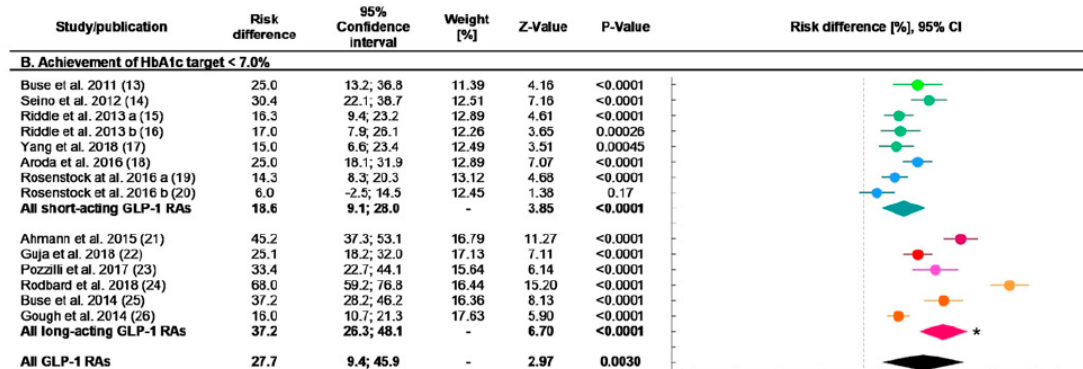 Study/publication Risk difference 95% Confidence interval Weight [%] Z-Value P-Value Risk difference [%], 95% CI
B. Achievement of HbA1c target < 7.0%
Buse et al. 2011 (13) 25.0 13.2; 36.8 11.39 4.16 <0.0001
Seino et al. 2012 (14) 30.4 22.1; 38.7 12.51 7.16 <0.0001
Riddle et al. 2013 a (15) 16.3 9.4; 23.2 12.89 4.61 <0.0001
Riddle et al. 2013 b (16) 17.0 7.9; 26.1 12.26 3.65 0.00026
Yang et al. 2018 (17) 15.0 6.6; 23.4 12.49 3.51 0.00045
Aroda et al. 2016 (18) 25.0 18.1; 31.9 12.89 7.07 <0.0001
Rosenstock at al. 2016 a (19) 14.3 8.3; 20.3 13.12 4.68 <0.0001
Rosenstock et al. 2016 b (20) 6.0 -2.5; 14.5 12.45 1.38 0.17
All short-acting GLP-1 RAs 18.6 9.1; 28.0 - 3.85 <0.0001
Ahmann et al. 2015 (21) 45.2 37.3; 53.1 16.79 11.27 <0.0001
Guja et al. 2018 (22) 25.1 18.2; 32.0 17.13 7.11 <0.0001
Pozzilli et al. 2017 (23) 33.4 22.7; 44.1 15.64 6.14 <0.0001
Rodbard et al. 2018 (24) 68.0 59.2; 76.8 16.44 15.20 <0.0001
Buse et al. 2014 (25) 37.2 28.2; 46.2 16.36 8.13 <0.0001
Gough et al. 2014 (26) 16.0 10.7; 21.3 17.63 5.90 <0.0001
All long-acting GLP-1 RAs 37.2 26.3; 48.1 - 6.70 <0.0001 *
All GLP-1 RAs 27.7 9.4; 45.9 - 2.97 0.0030